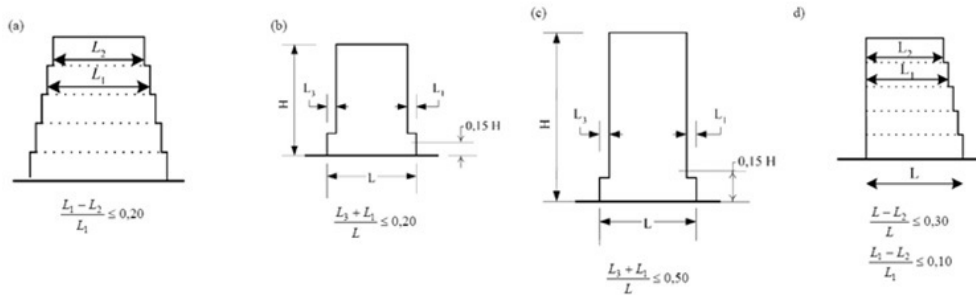 (a)
L₂
L₁
(L₁ − L₂)/L₁ ≤ 0,20
(b)
H
L₃
L₁
0,15 H
L
(L₃ + L₁)/L ≤ 0,20
(c)
H
L₃
L₁
0,15 H
L
(L₃ + L₁)/L ≤ 0,50
d)
L₂
L₁
L
(L − L₂)/L ≤ 0,30
(L₁ − L₂)/L₁ ≤ 0,10